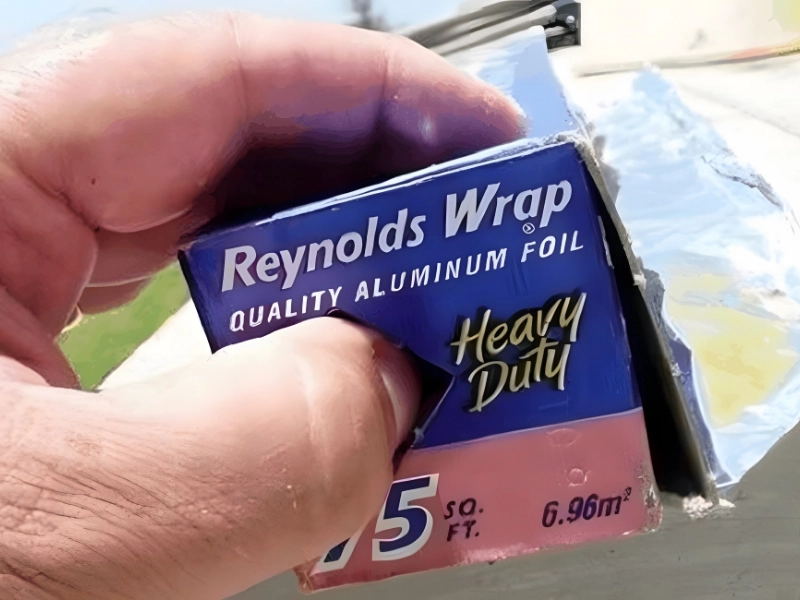 Reynolds Wrap®
QUALITY ALUMINUM FOIL
Heavy
Duty
75 SQ. FT. 6.96m²